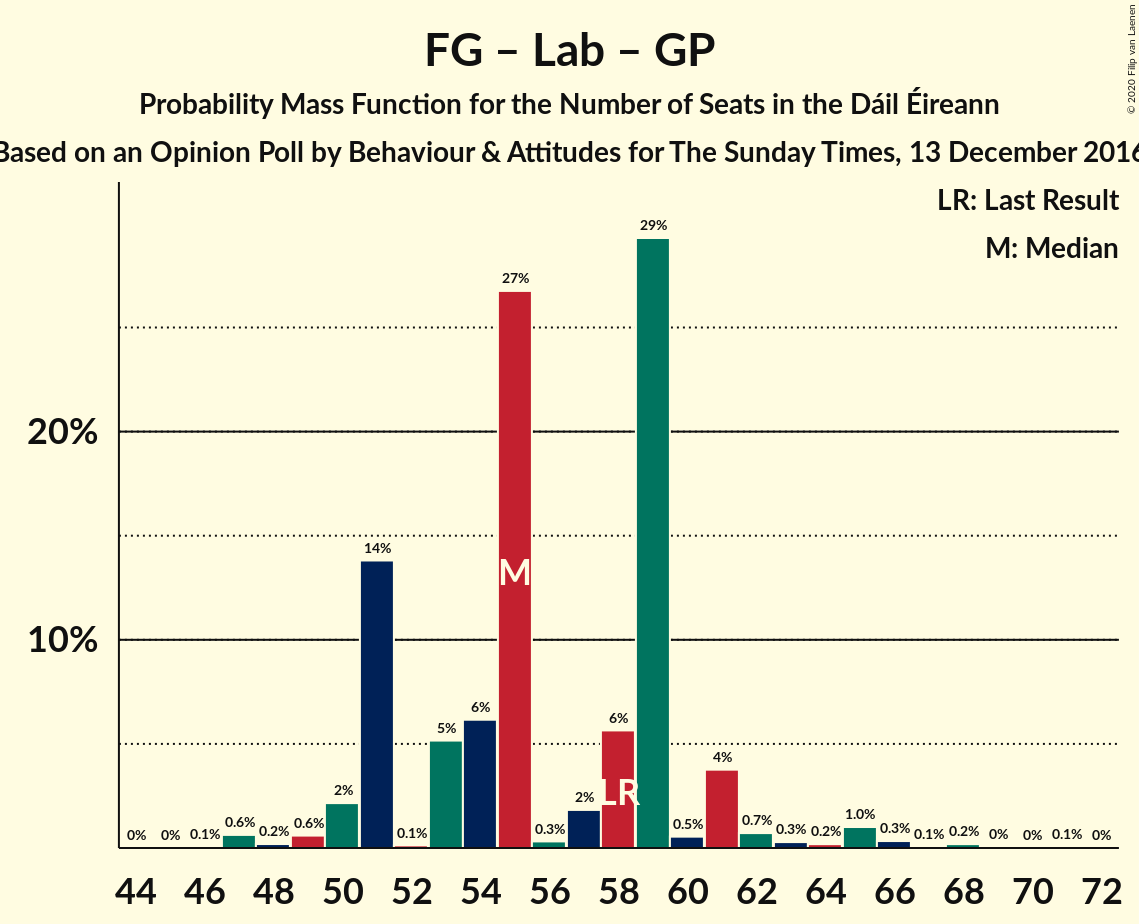 FG – Lab – GP
Probability Mass Function for the Number of Seats in the Dáil Éireann
Based on an Opinion Poll by Behaviour & Attitudes for The Sunday Times, 13 December 2016
© 2020 Filip van Laenen
LR: Last Result
M: Median
20%
10%
0% 0% 0.1% 0.6% 0.2% 0.6% 2% 14% 0.1% 5% 6% 27% 0.3% 2% 6% 29% 0.5% 4% 0.7% 0.3% 0.2% 1.0% 0.3% 0.1% 0.2% 0% 0% 0.1% 0%
M
LR
44 46 48 50 52 54 56 58 60 62 64 66 68 70 72